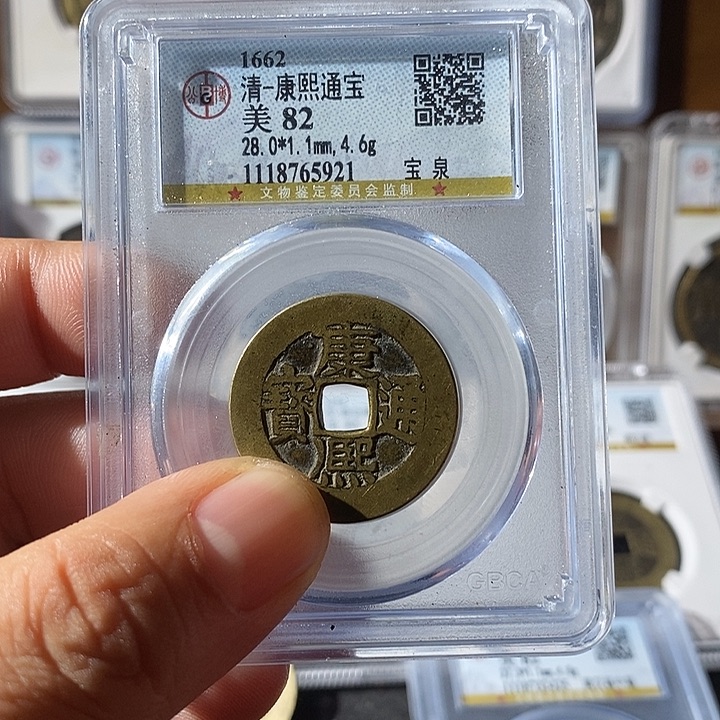 1662
清-康熙通宝
美 82
28.0*1.1mm, 4.6g
1118765921 宝 泉
★ 文物鉴定委员会监制 ★
康
寶 通
熙
GBCA